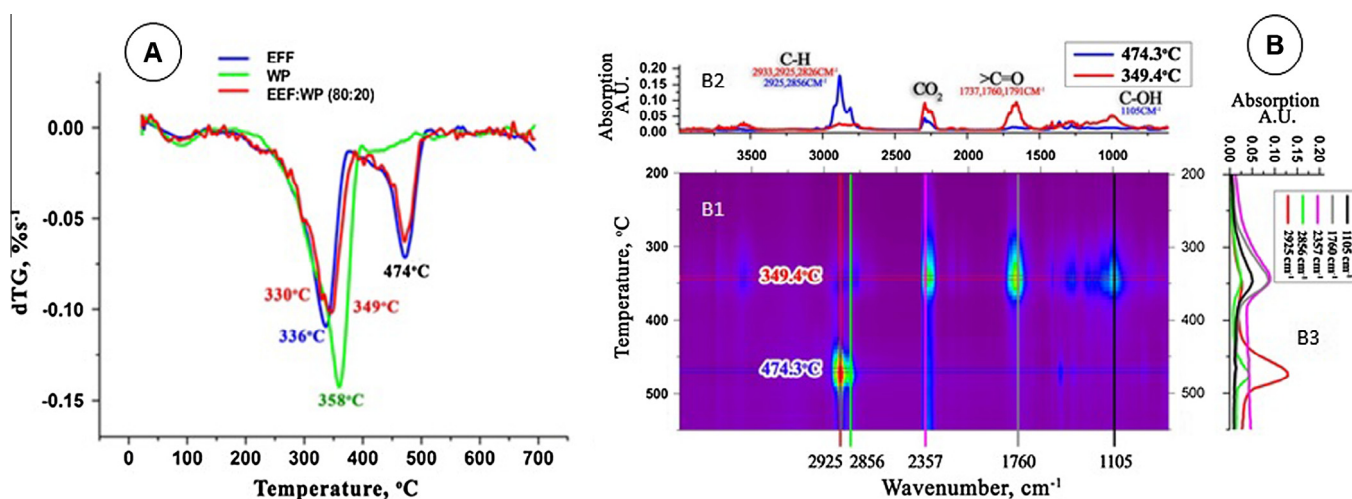 A
EFF
WP
EEF:WP (80:20)
0.00
-0.05
-0.10
-0.15
dTG, %s⁻¹
330°C
336°C
349°C
358°C
474°C
0 100 200 300 400 500 600 700
Temperature, °C
B
B2
474.3°C
349.4°C
Absorption
A.U.
0.20
0.15
0.10
0.05
0.00
C-H
2933,2925,2826CM⁻¹
2925,2856CM⁻¹
CO₂
>C=O
1737,1760,1791CM⁻¹
C-OH
1105CM⁻¹
3500 3000 2500 2000 1500 1000
B1
Temperature, °C
200
300
400
500
349.4°C
474.3°C
200
300
400
500
2925 2856 2357 1760 1105
Wavenumber, cm⁻¹
Absorption
A.U.
0.00 0.05 0.10 0.15 0.20
200
300
400
500
2925 cm⁻¹
2856 cm⁻¹
2357 cm⁻¹
1760 cm⁻¹
1105 cm⁻¹
B3